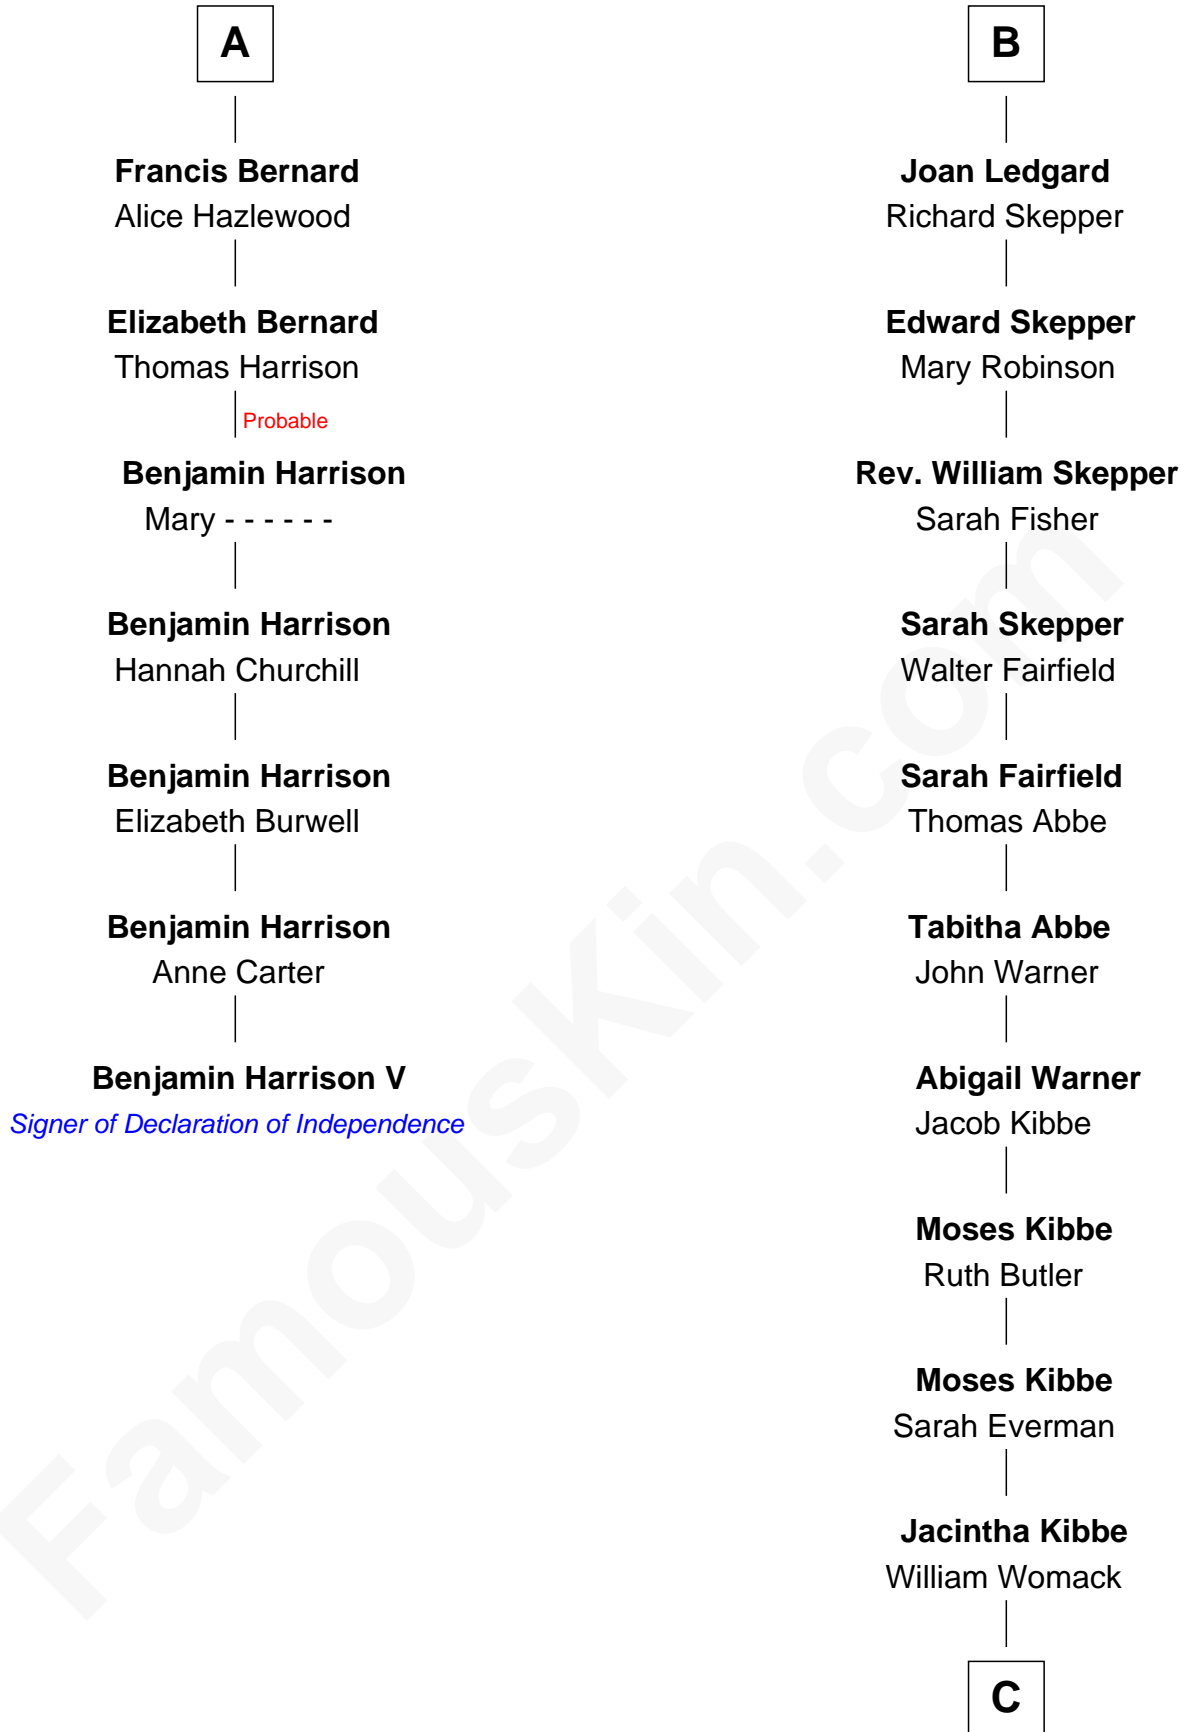 A
Francis Bernard
Alice Hazlewood
Elizabeth Bernard
Thomas Harrison
Probable
Benjamin Harrison
Mary - - - - - -
Benjamin Harrison
Hannah Churchill
Benjamin Harrison
Elizabeth Burwell
Benjamin Harrison
Anne Carter
Benjamin Harrison V
Signer of Declaration of Independence
B
Joan Ledgard
Richard Skepper
Edward Skepper
Mary Robinson
Rev. William Skepper
Sarah Fisher
Sarah Skepper
Walter Fairfield
Sarah Fairfield
Thomas Abbe
Tabitha Abbe
John Warner
Abigail Warner
Jacob Kibbe
Moses Kibbe
Ruth Butler
Moses Kibbe
Sarah Everman
Jacintha Kibbe
William Womack
C
FamousKin.com